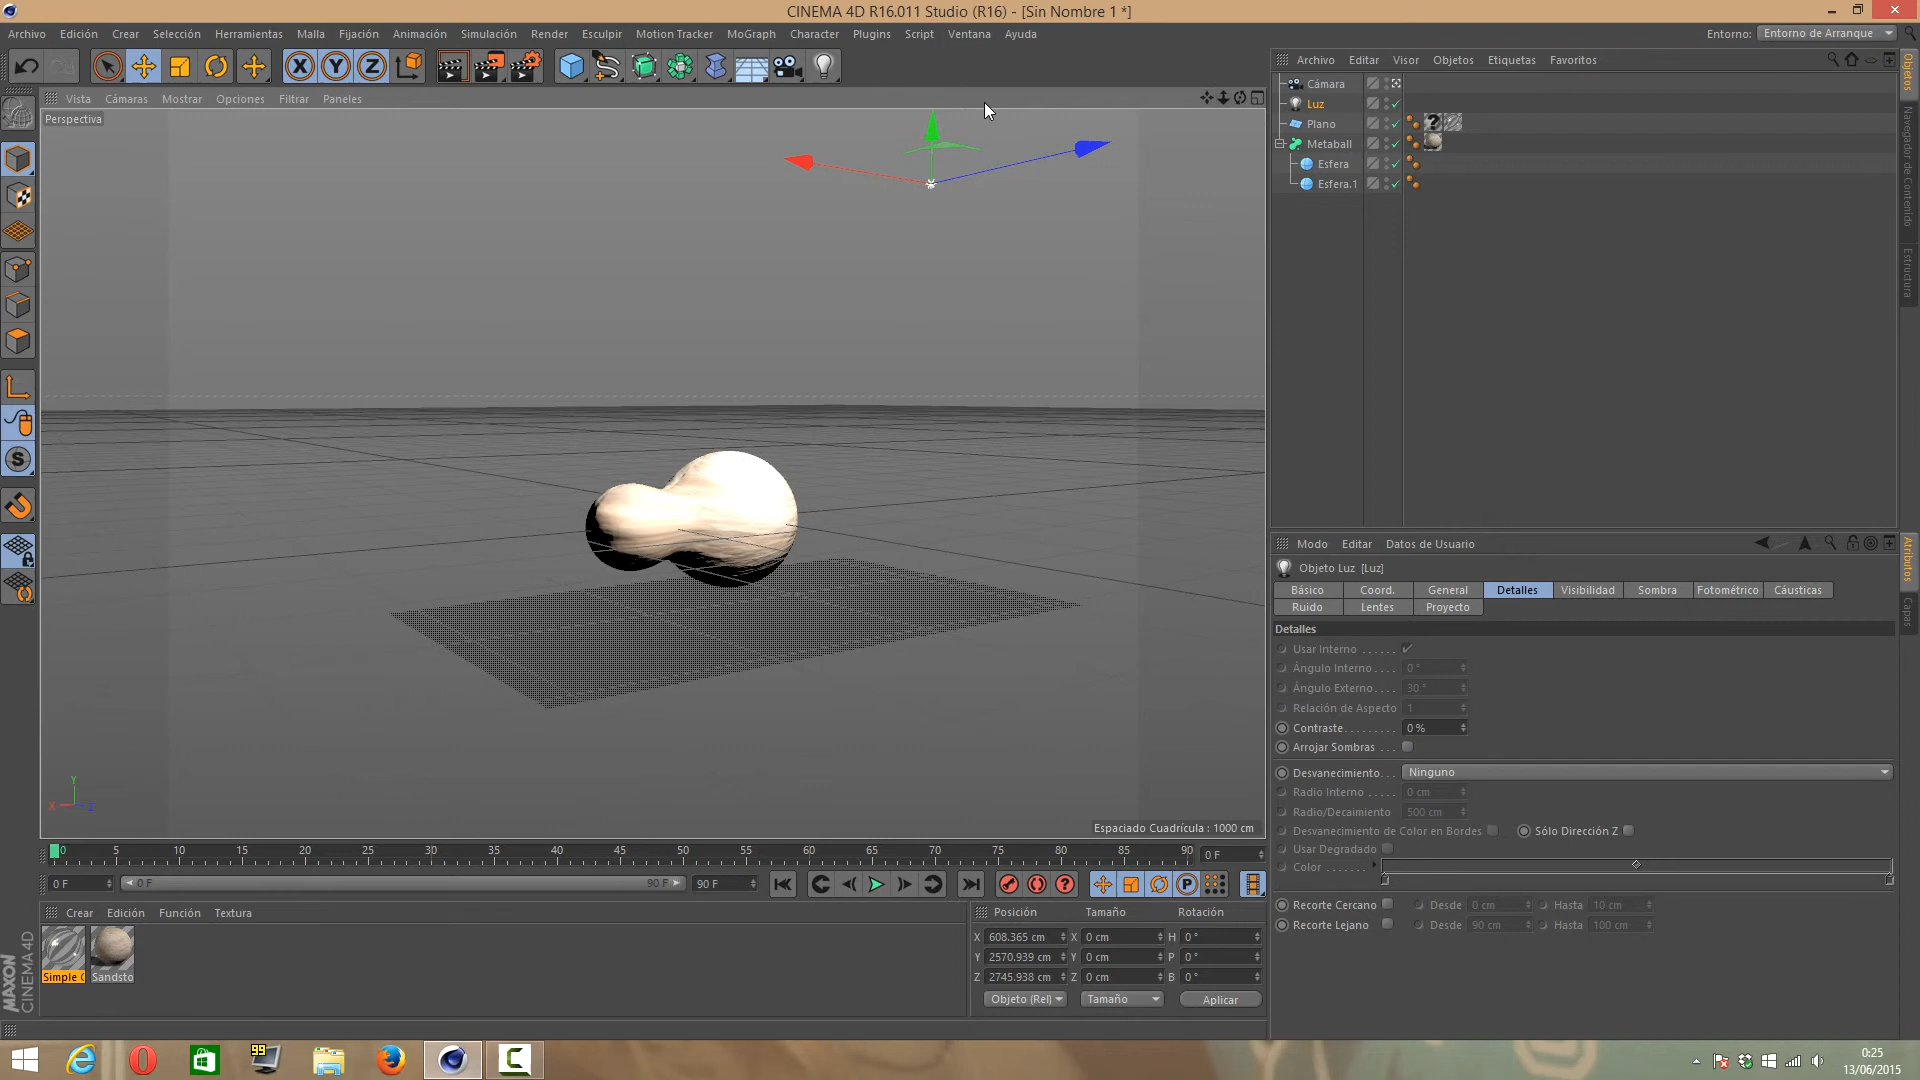 CINEMA 4D R16.011 Studio (R16) - [Sin Nombre 1 *]
Archivo Edición Crear Selección Herramientas Malla Fijación Animación Simulación Render Esculpir Motion Tracker MoGraph Character Plugins Script Ventana Ayuda Entorno: Entorno de Arranque
X Y Z
Vista Cámaras Mostrar Opciones Filtrar Paneles
Perspectiva
Y
X Z
Espaciado Cuadrícula : 1000 cm
0 5 10 15 20 25 30 35 40 45 50 55 60 65 70 75 80 85 90 0 F
0 F 0 F 90 F 90 F
Crear Edición Función Textura
Simple
Sandsto
MAXON
CINEMA 4D
Posición Tamaño Rotación
X 608.365 cm X 0 cm H 0 °
Y 2570.939 cm Y 0 cm P 0 °
Z 2745.938 cm Z 0 cm B 0 °
Objeto (Rel) Tamaño Aplicar
Archivo Editar Visor Objetos Etiquetas Favoritos
Cámara
Luz
Plano
Metaball
Esfera
Esfera.1
Objetos
Navegador de Contenido
Estructura
Modo Editar Datos de Usuario
Objeto Luz [Luz]
Básico Coord. General Detalles Visibilidad Sombra Fotométrico Cáusticas
Ruido Lentes Proyecto
Detalles
Usar Interno
Ángulo Interno 0 °
Ángulo Externo 30 °
Relación de Aspecto 1
Contraste 0 %
Arrojar Sombras
Desvanecimiento Ninguno
Radio Interno 0 cm
Radio/Decaimiento 500 cm
Desvanecimiento de Color en Bordes Sólo Dirección Z
Usar Degradado
Color
Recorte Cercano Desde 0 cm Hasta 10 cm
Recorte Lejano Desde 90 cm Hasta 100 cm
Atributos
Capas
99
0:25
13/06/2015